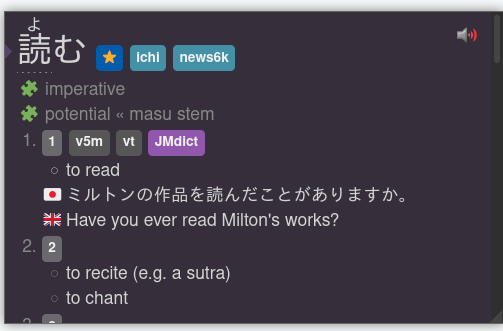 よ
読む ★ ichi news6k
imperative
potential « masu stem
1. 1 v5m vt JMdict
to read
ミルトンの作品を読んだことがありますか。
Have you ever read Milton's works?
2. 2
to recite (e.g. a sutra)
to chant